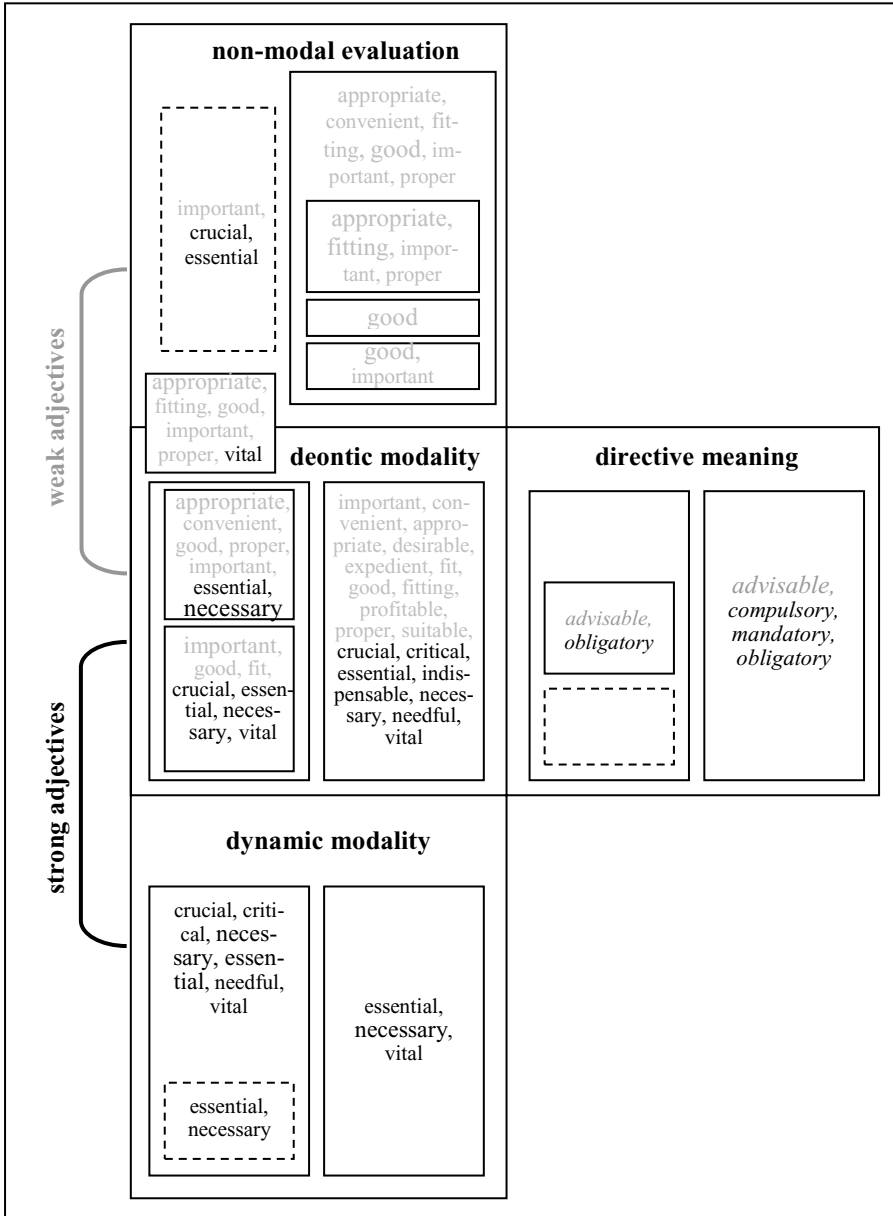 non-modal evaluation
important,
crucial,
essential
appropriate,
convenient, fit-
ting, good, im-
portant, proper
appropriate,
fitting, impor-
tant, proper
good
good,
important
weak adjectives
appropriate,
fitting, good,
important,
proper, vital
deontic modality
appropriate,
convenient,
good, proper,
important,
essential,
necessary
important,
good, fit,
crucial, essen-
tial, neces-
sary, vital
important, con-
venient, appro-
priate, desirable,
expedient, fit,
good, fitting,
profitable,
proper, suitable,
crucial, critical,
essential, indis-
pensable, neces-
sary, needful,
vital
directive meaning
advisable,
obligatory
advisable,
compulsory,
mandatory,
obligatory
strong adjectives
dynamic modality
crucial, criti-
cal, neces-
sary, essen-
tial, needful,
vital
essential,
necessary
essential,
necessary,
vital